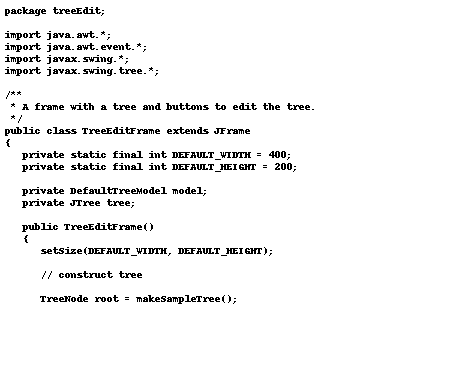 package treeEdit;

import java.awt.*;
import java.awt.event.*;
import javax.swing.*;
import javax.swing.tree.*;

/**
 * A frame with a tree and buttons to edit the tree.
 */
public class TreeEditFrame extends JFrame
{
   private static final int DEFAULT_WIDTH = 400;
   private static final int DEFAULT_HEIGHT = 200;

   private DefaultTreeModel model;
   private JTree tree;

   public TreeEditFrame()
   {
      setSize(DEFAULT_WIDTH, DEFAULT_HEIGHT);

      // construct tree

      TreeNode root = makeSampleTree();